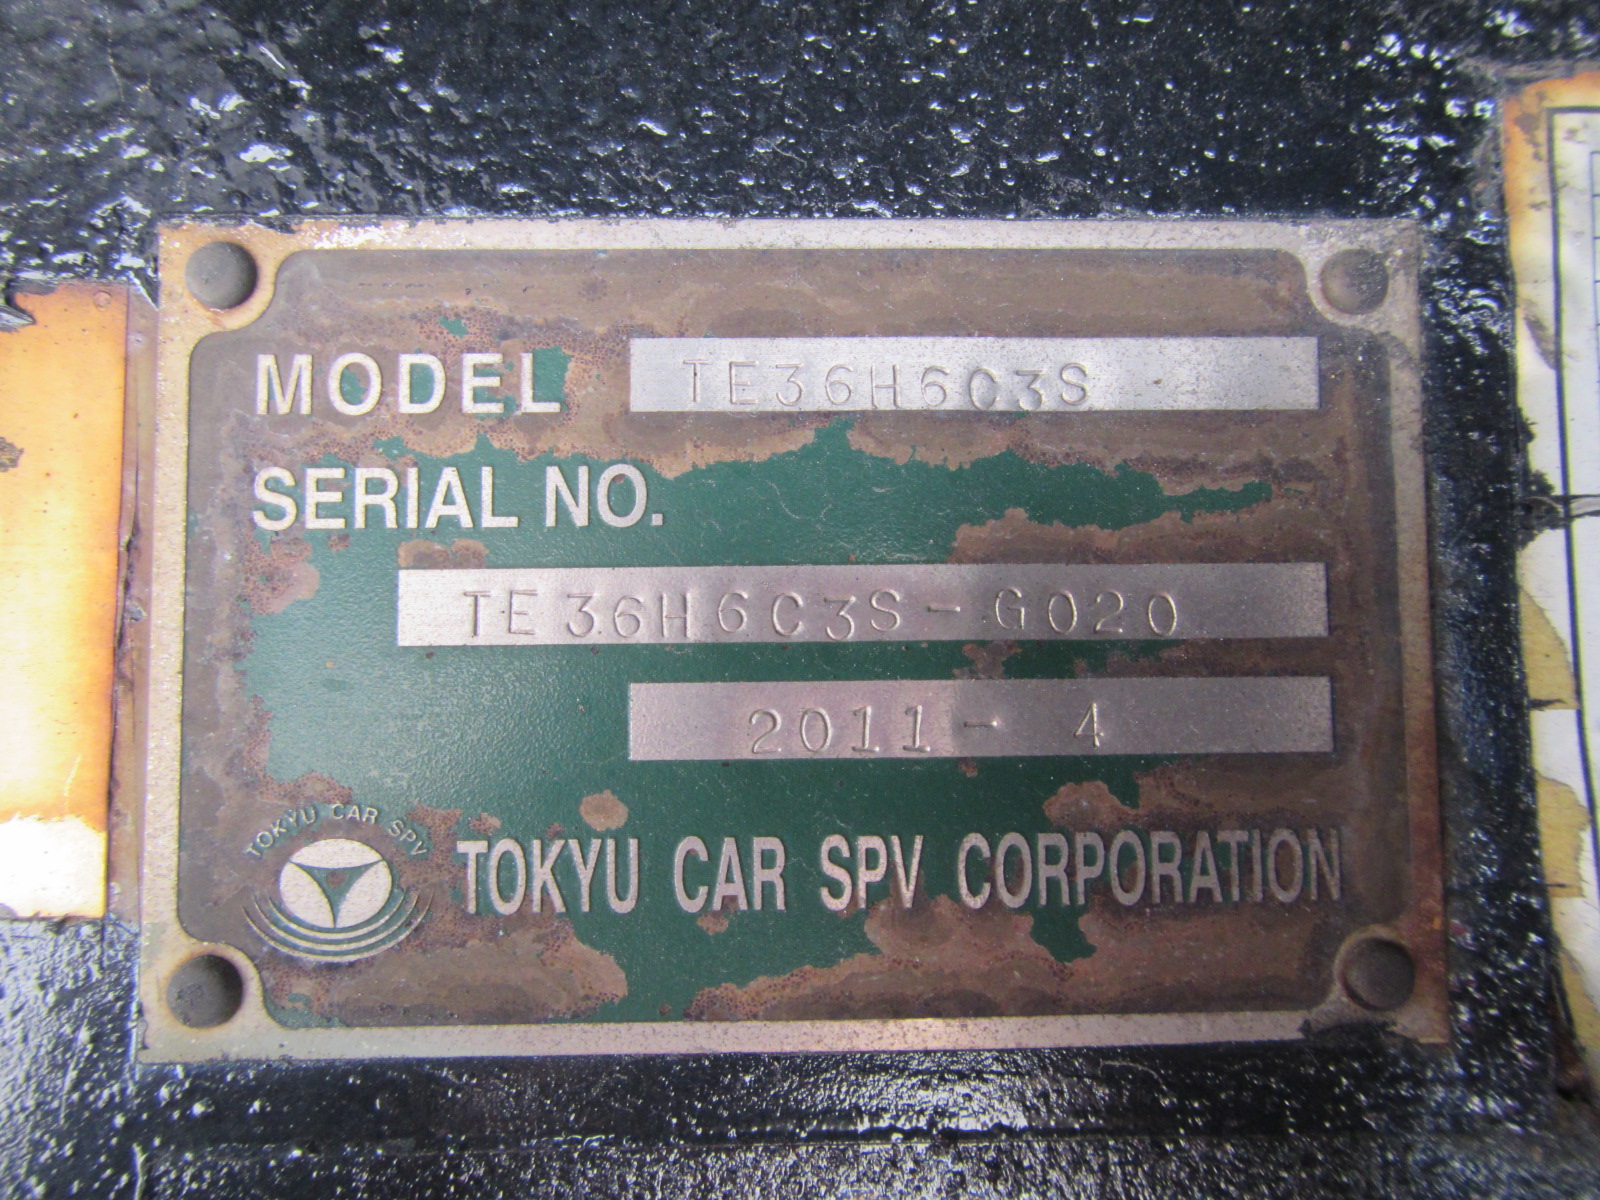 MODEL TE36H6C3S
SERIAL NO.
TE36H6C3S-G020
2011-4
TOKYU CAR SPV
TOKYU CAR SPV CORPORATION